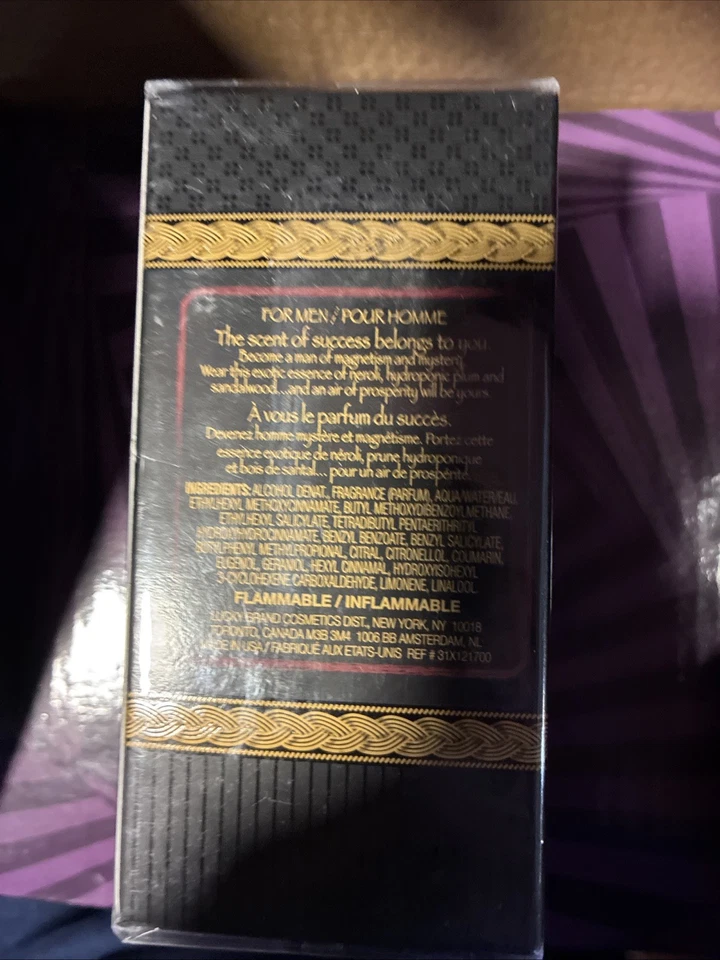 FOR MEN / POUR HOMME
The scent of success belongs to you
Become a man of magnetism and mystery.
Wear this exotic essence of neroli, hydroponic plum and
sandalwood...and an air of prosperity will be yours.
À vous le parfum du succès.
Devenez homme mystère et magnétisme. Portez cette
essence exotique de néroli, prune hydroponique
et bois de santal... pour un air de prospérité.
INGREDIENTS: ALCOHOL DENAT., FRAGRANCE (PARFUM), AQUA/WATER/EAU,
ETHYLHEXYL METHOXYCINNAMATE, BUTYL METHOXYDIBENZOYLMETHANE,
ETHYLHEXYL SALICYLATE, TETRADIBUTYL PENTAERITHRITYL
HYDROXYHYDROCINNAMATE, BENZYL BENZOATE, BENZYL SALICYLATE,
BUTYLPHENYL METHYLPROPIONAL, CITRAL, CITRONELLOL, COUMARIN,
EUGENOL, GERANIOL, HEXYL CINNAMAL, HYDROXYISOHEXYL
3-CYCLOHEXENE CARBOXALDEHYDE, LIMONENE, LINALOOL.
FLAMMABLE / INFLAMMABLE
LUCKY BRAND COSMETICS DIST., NEW YORK, NY 10018
TORONTO, CANADA M3B 3M4 1006 BB AMSTERDAM, NL
MADE IN USA / FABRIQUÉ AUX ETATS-UNIS REF # 31X121700